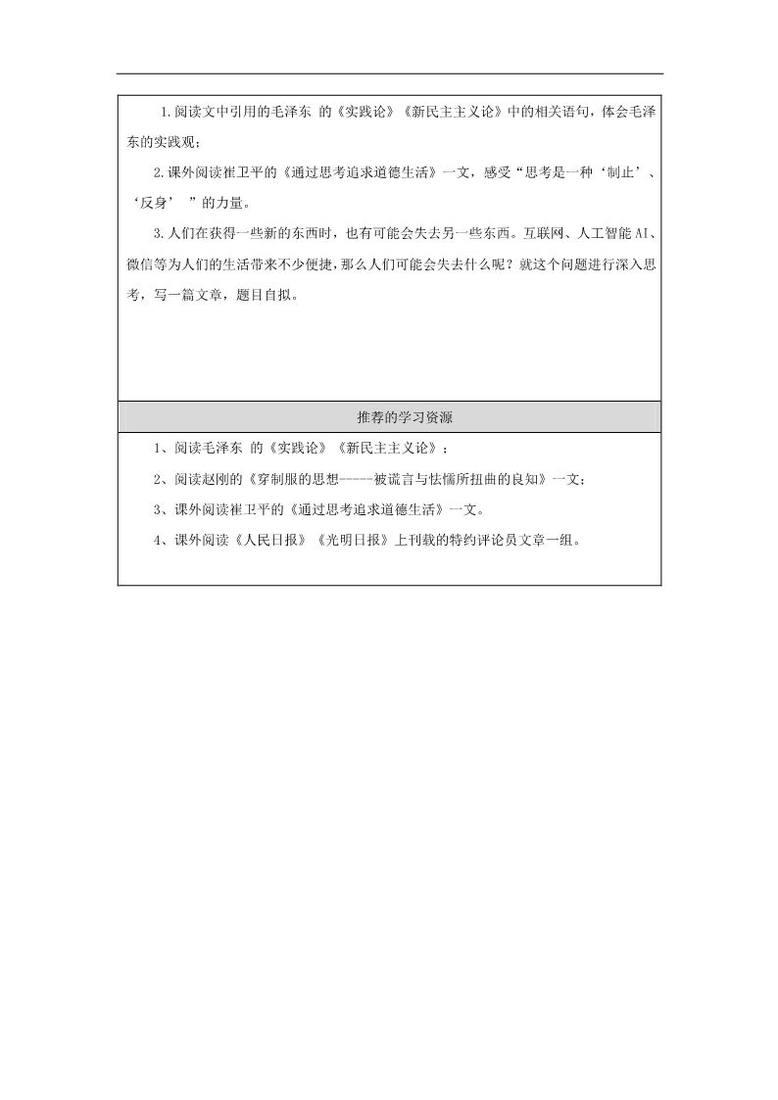 1.阅读文中引用的毛泽东 的《实践论》《新民主主义论》中的相关语句，体会毛泽
东的实践观；
2.课外阅读崔卫平的《通过思考追求道德生活》一文，感受“思考是一种‘制止’、
‘反身’ ”的力量。
3.人们在获得一些新的东西时，也有可能会失去另一些东西。互联网、人工智能 AI、
微信等为人们的生活带来不少便捷，那么人们可能会失去什么呢？就这个问题进行深入思
考，写一篇文章，题目自拟。
推荐的学习资源
1、阅读毛泽东 的《实践论》《新民主主义论》；
2、阅读赵刚的《穿制服的思想-----被谎言与怯懦所扭曲的良知》一文；
3、课外阅读崔卫平的《通过思考追求道德生活》一文。
4、课外阅读《人民日报》《光明日报》上刊载的特约评论员文章一组。